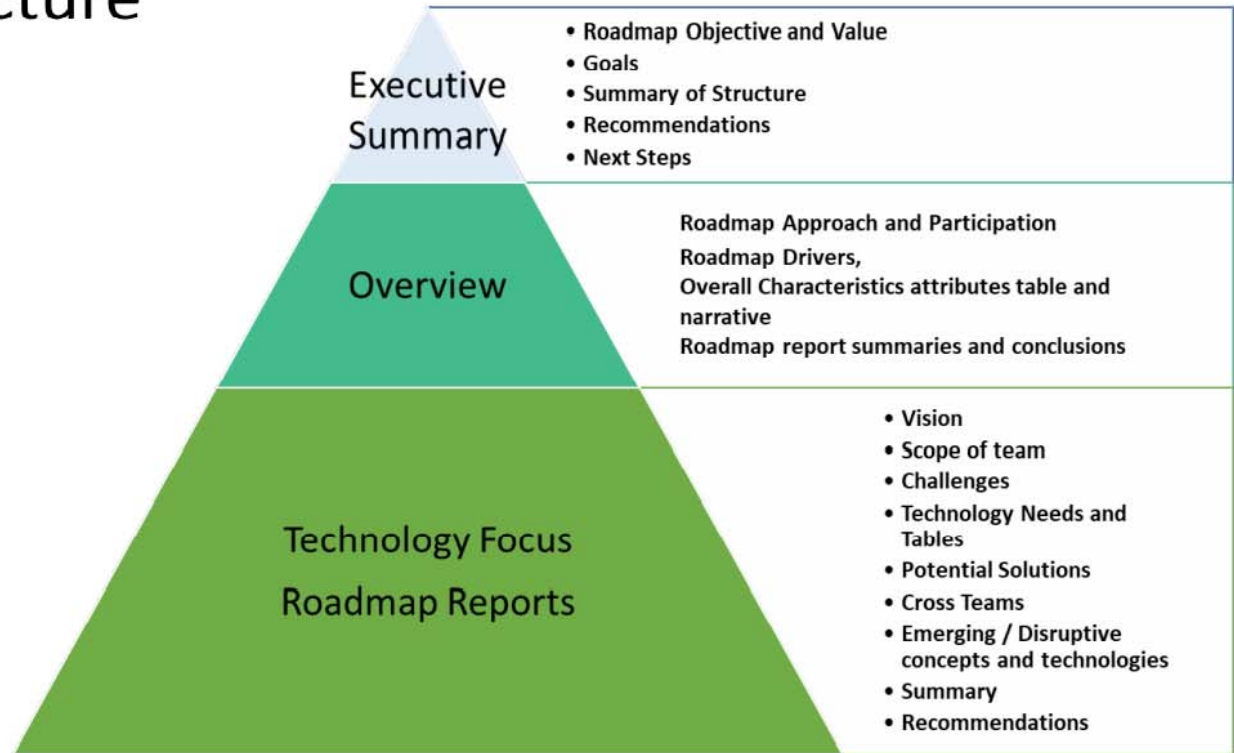 cture
Executive
Summary
• Roadmap Objective and Value
• Goals
• Summary of Structure
• Recommendations
• Next Steps
Overview
Roadmap Approach and Participation
Roadmap Drivers,
Overall Characteristics attributes table and
narrative
Roadmap report summaries and conclusions
Technology Focus
Roadmap Reports
• Vision
• Scope of team
• Challenges
• Technology Needs and
Tables
• Potential Solutions
• Cross Teams
• Emerging / Disruptive
concepts and technologies
• Summary
• Recommendations